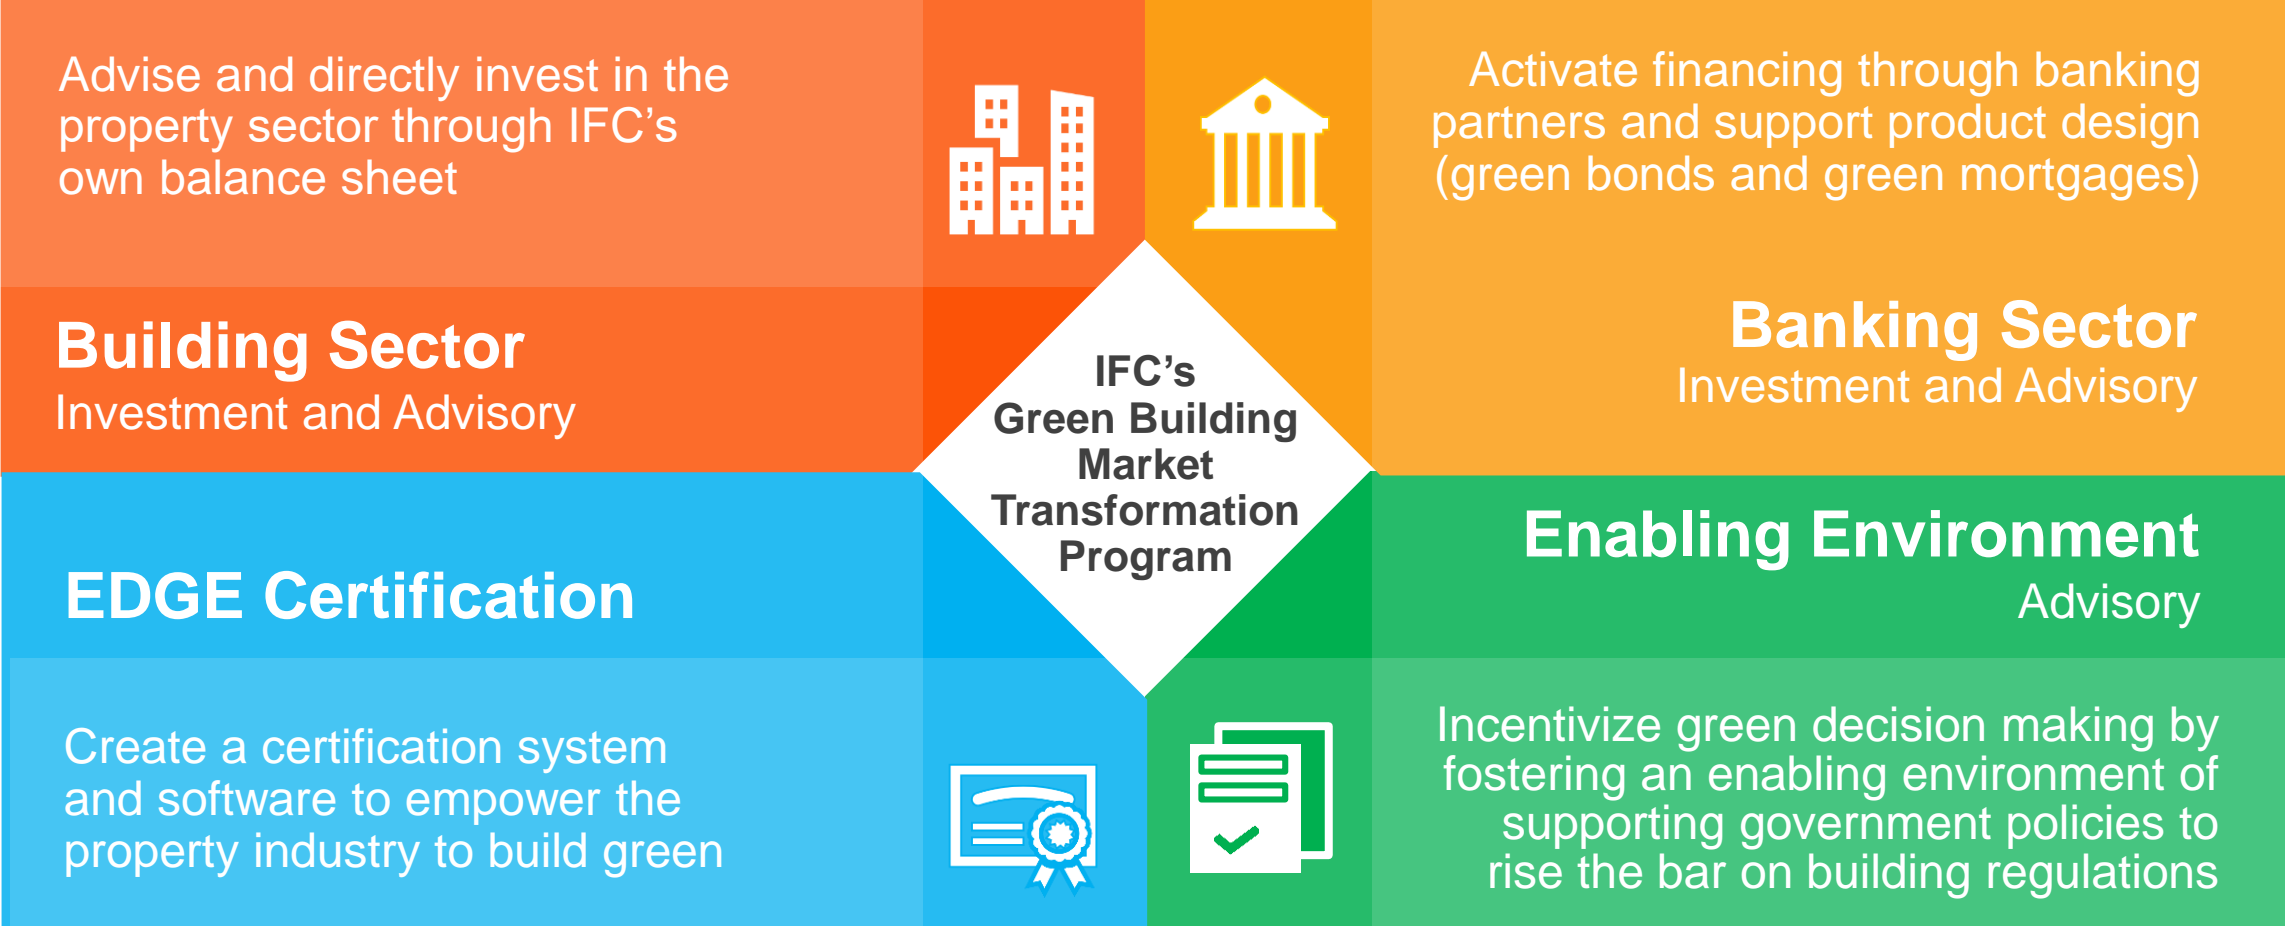 Advise and directly invest in the
property sector through IFC’s
own balance sheet
Building Sector
Investment and Advisory
Activate financing through banking
partners and support product design
(green bonds and green mortgages)
Banking Sector
Investment and Advisory
IFC’s
Green Building
Market
Transformation
Program
EDGE Certification
Create a certification system
and software to empower the
property industry to build green
Enabling Environment
Advisory
Incentivize green decision making by
fostering an enabling environment of
supporting government policies to
rise the bar on building regulations